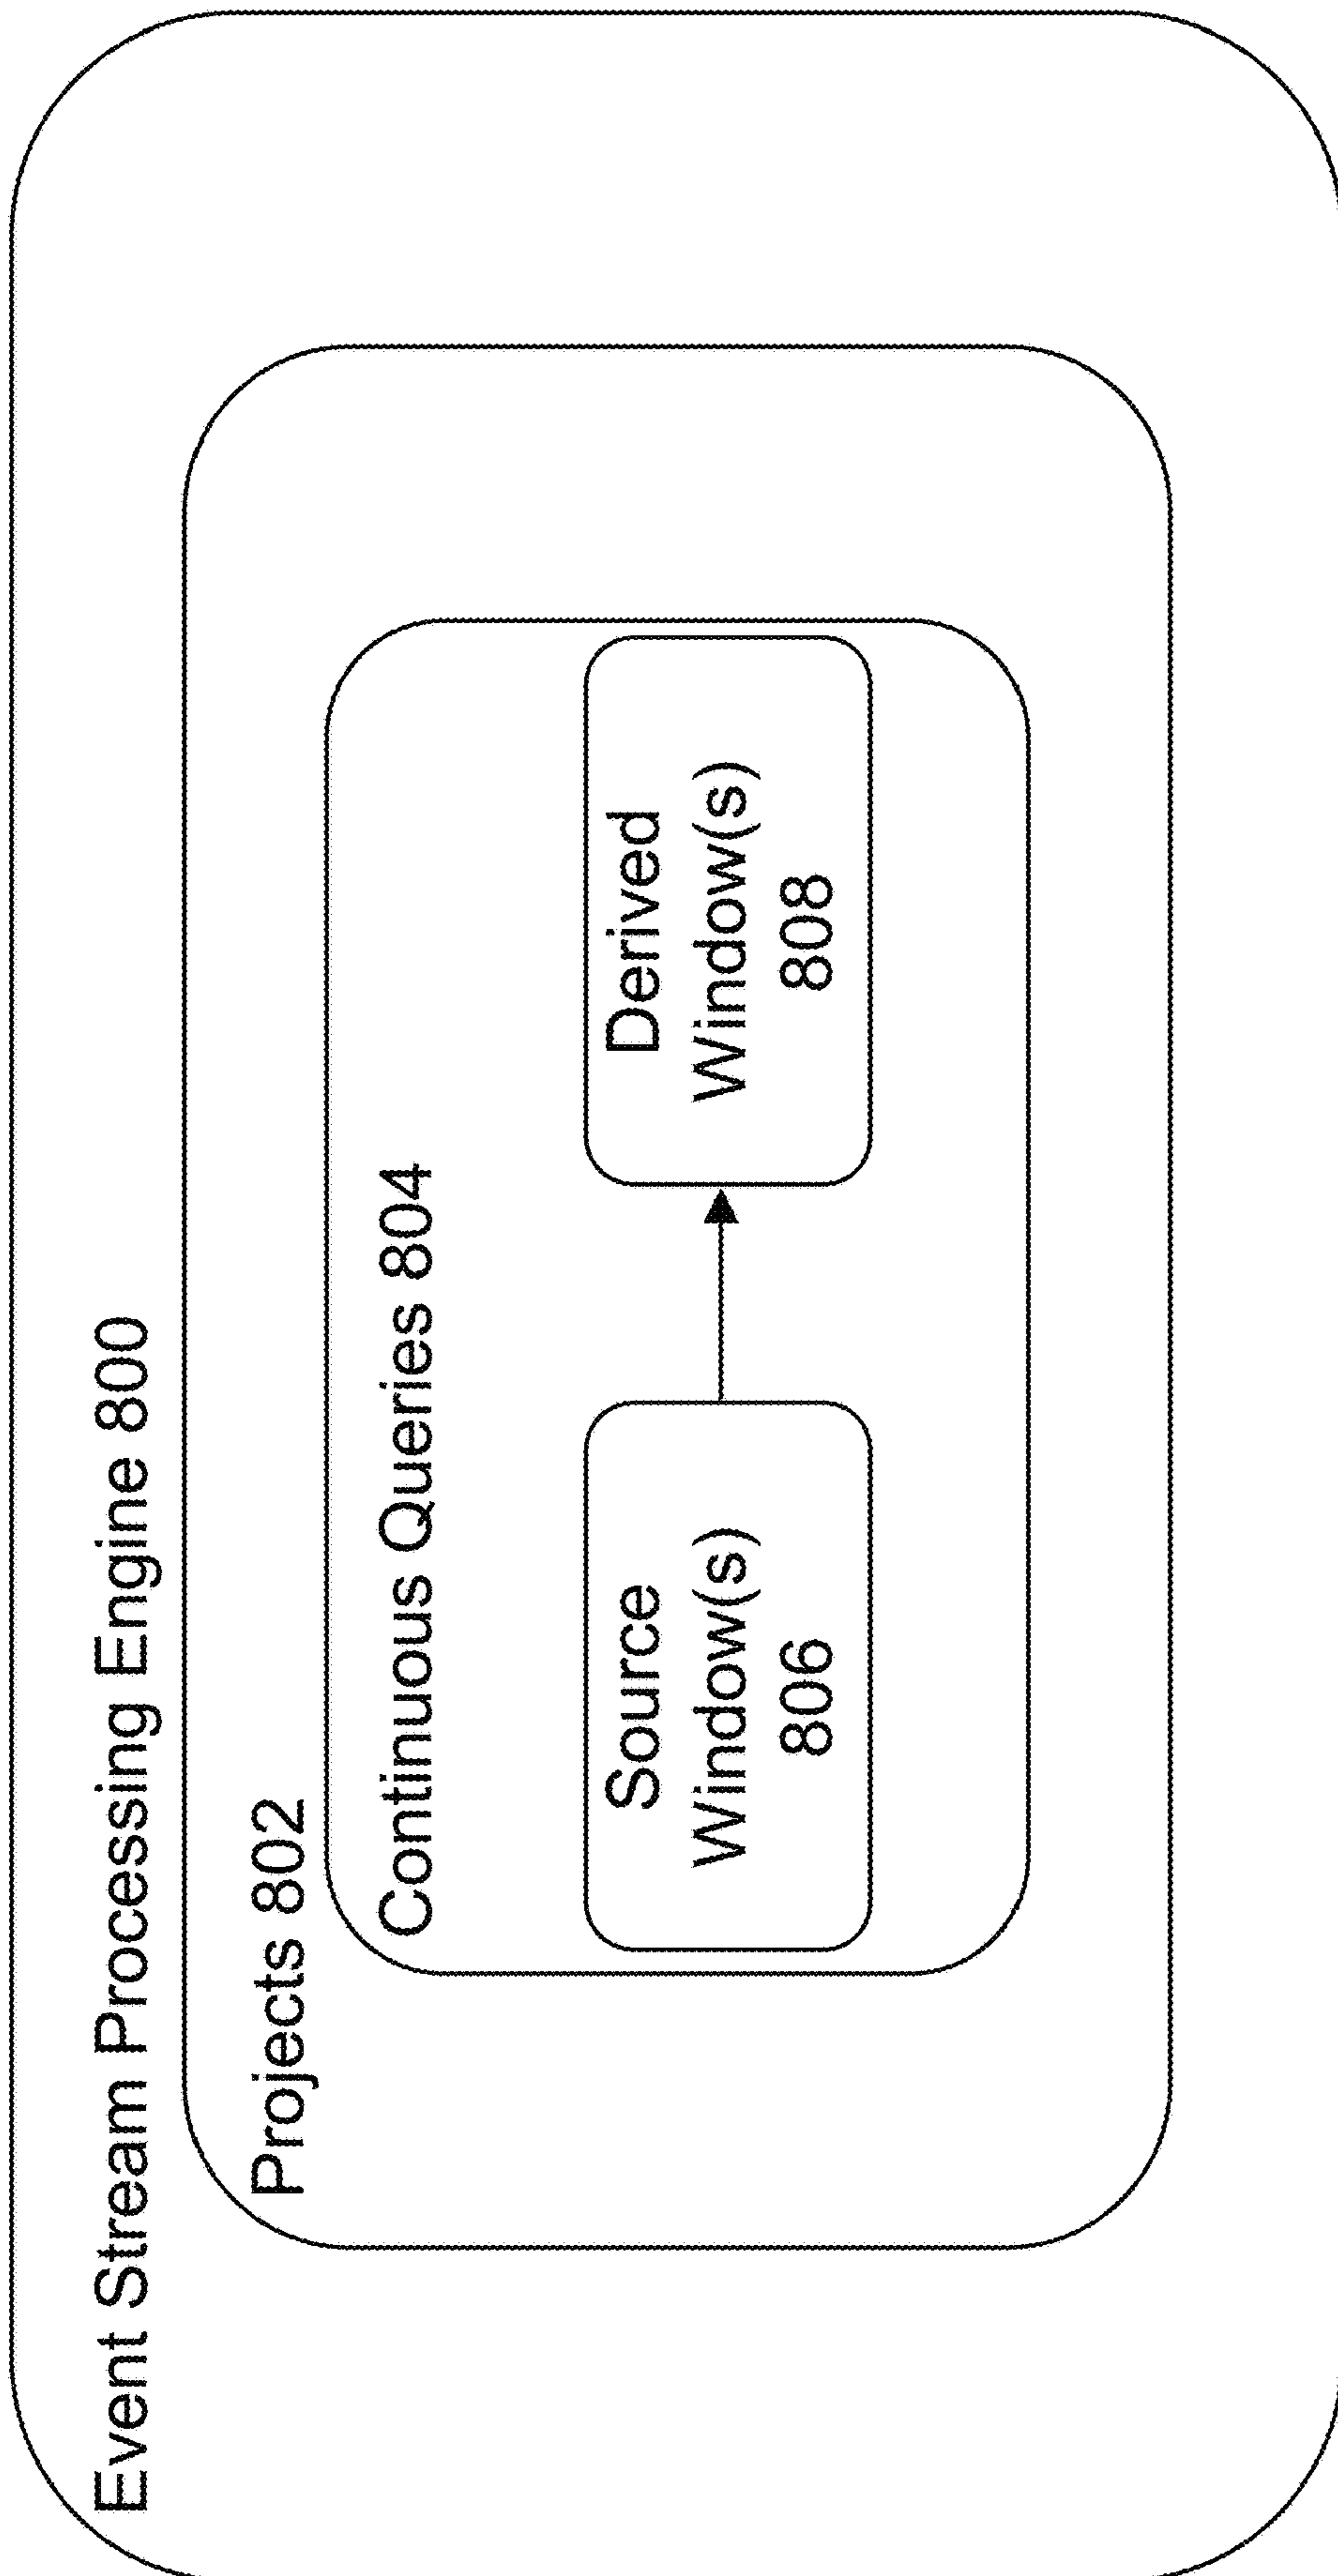 Event Stream Processing Engine 800
Projects 802
Continuous Queries 804
Source
Window(s)
806
Derived
Window(s)
808